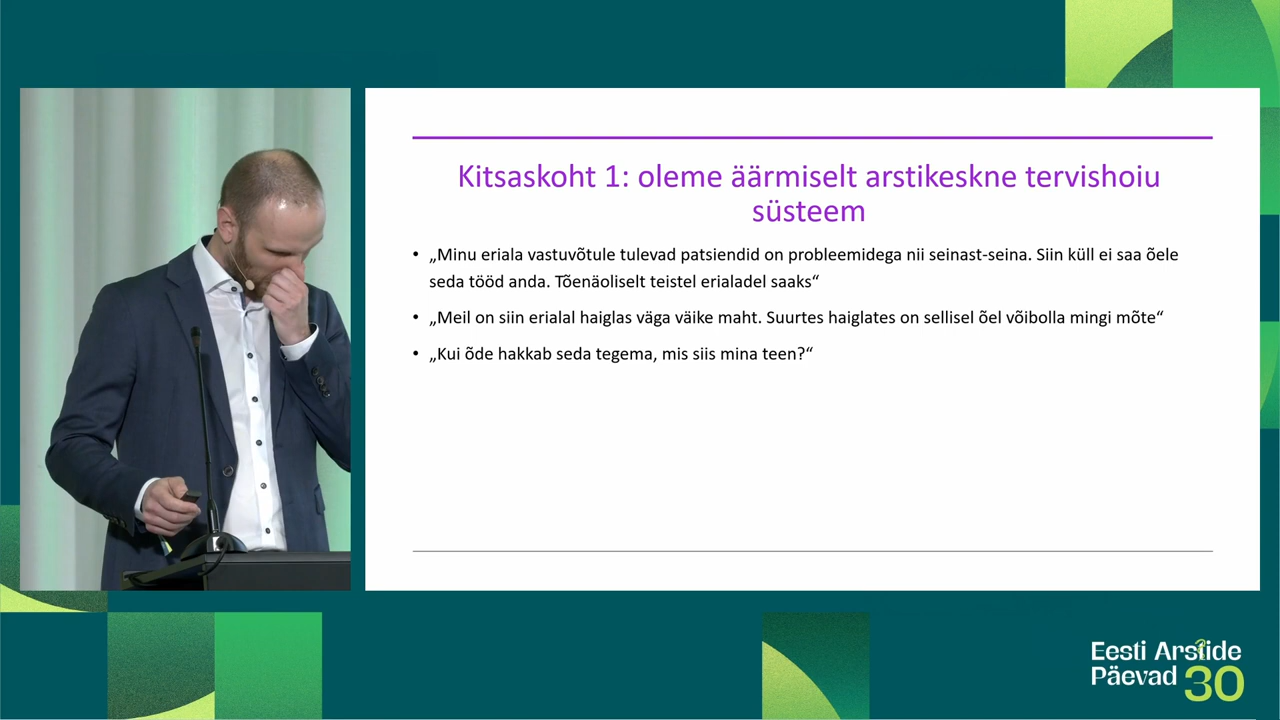 Kitsaskoht 1: oleme äärmiselt arstikeskne tervishoiu
süsteem
• „Minu eriala vastuvõtule tulevad patsiendid on probleemidega nii seinast-seina. Siin küll ei saa õele
seda tööd anda. Tõenäoliselt teistel erialadel saaks“
• „Meil on siin erialal haiglas väga väike maht. Suurtes haiglates on sellisel õel võibolla mingi mõte“
• „Kui õde hakkab seda tegema, mis siis mina teen?“
Eesti Arstide
Päevad 30